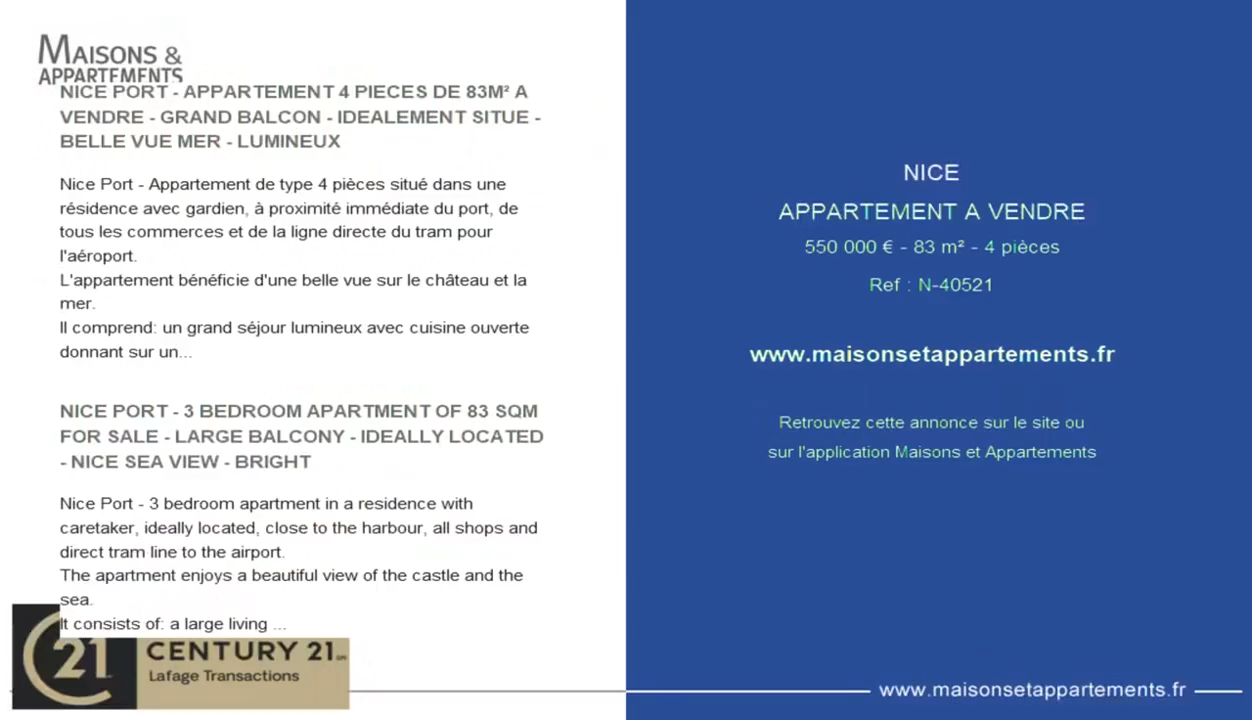 MAISONS &
APPARTEMENTS
NICE PORT - APPARTEMENT 4 PIECES DE 83M² A
VENDRE - GRAND BALCON - IDEALEMENT SITUE -
BELLE VUE MER - LUMINEUX
Nice Port - Appartement de type 4 pièces situé dans une
résidence avec gardien, à proximité immédiate du port, de
tous les commerces et de la ligne directe du tram pour
l'aéroport.
L'appartement bénéficie d'une belle vue sur le château et la
mer.
Il comprend: un grand séjour lumineux avec cuisine ouverte
donnant sur un...
NICE PORT - 3 BEDROOM APARTMENT OF 83 SQM
FOR SALE - LARGE BALCONY - IDEALLY LOCATED
- NICE SEA VIEW - BRIGHT
Nice Port - 3 bedroom apartment in a residence with
caretaker, ideally located, close to the harbour, all shops and
direct tram line to the airport.
The apartment enjoys a beautiful view of the castle and the
sea.
It consists of: a large living ...
21
CENTURY 21
Lafage Transactions
NICE
APPARTEMENT A VENDRE
550 000 € - 83 m² - 4 pièces
Ref : N-40521
www.maisonsetappartements.fr
Retrouvez cette annonce sur le site ou
sur l'application Maisons et Appartements
www.maisonsetappartements.fr